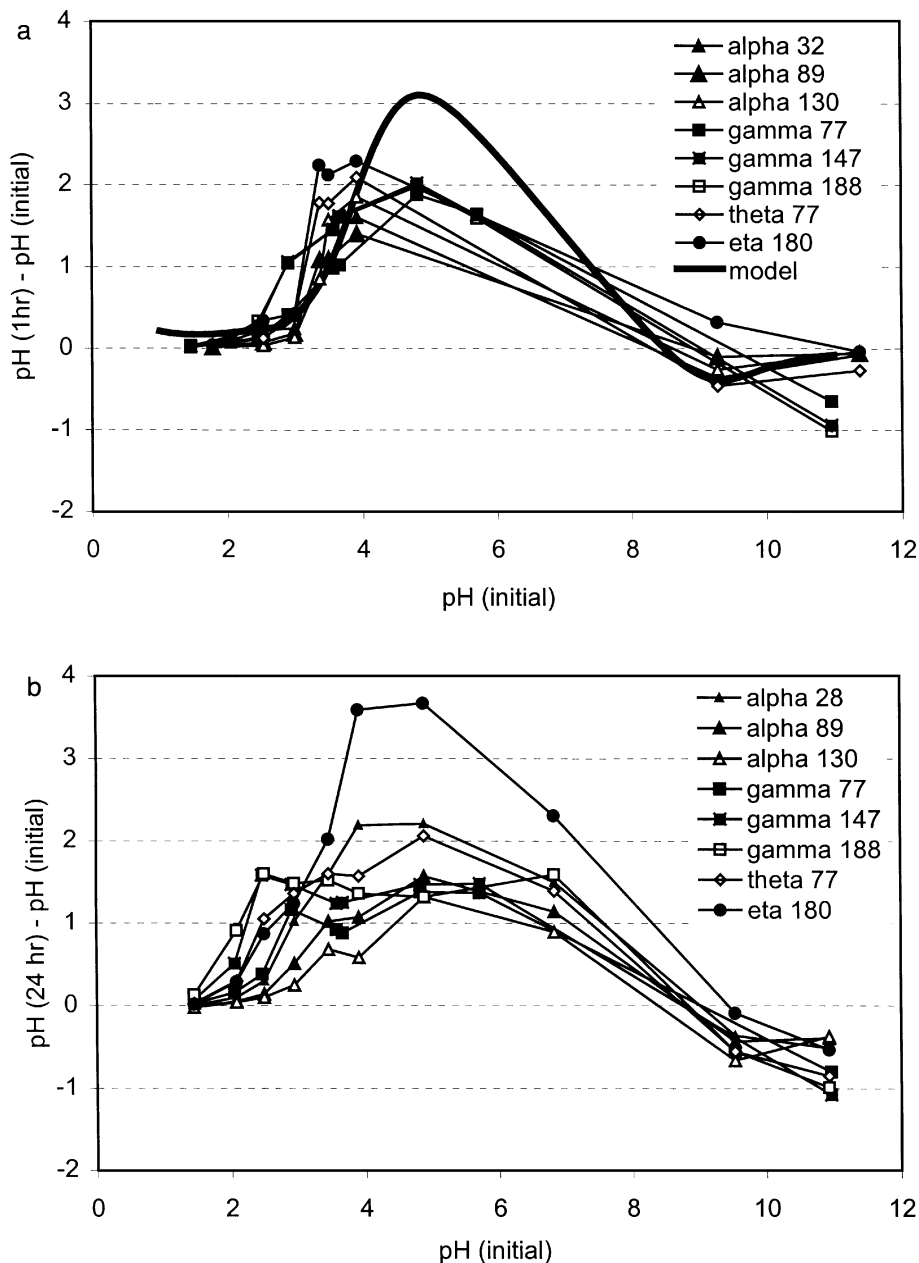 a
4
3
2
1
0
-1
-2
pH (1hr) - pH (initial)
alpha 32
alpha 89
alpha 130
gamma 77
gamma 147
gamma 188
theta 77
eta 180
model
0 2 4 6 8 10 12
pH (initial)
b
4
3
2
1
0
-1
-2
pH (24 hr) - pH (initial)
alpha 28
alpha 89
alpha 130
gamma 77
gamma 147
gamma 188
theta 77
eta 180
0 2 4 6 8 10 12
pH (initial)